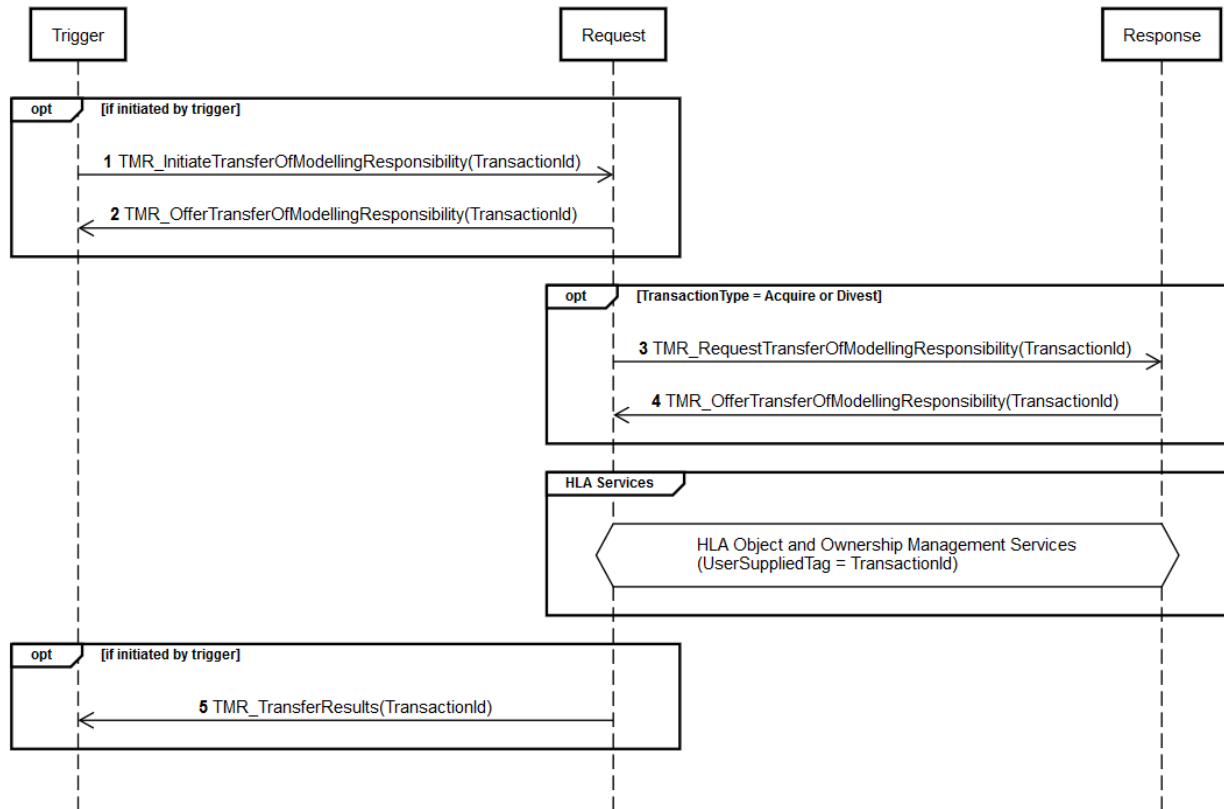 Trigger
Request
Response
opt
[if initiated by trigger]
1 TMR_InitiateTransferOfModellingResponsibility(TransactionId)
2 TMR_OfferTransferOfModellingResponsibility(TransactionId)
opt
[TransactionType = Acquire or Divest]
3 TMR_RequestTransferOfModellingResponsibility(TransactionId)
4 TMR_OfferTransferOfModellingResponsibility(TransactionId)
HLA Services
HLA Object and Ownership Management Services
(UserSuppliedTag = TransactionId)
opt
[if initiated by trigger]
5 TMR_TransferResults(TransactionId)